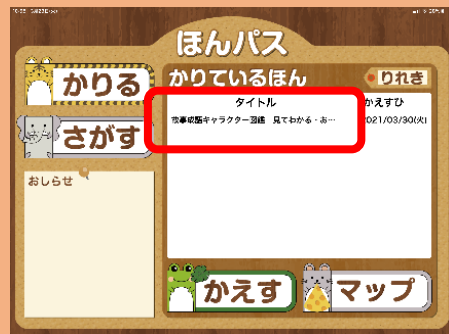 ほんパス
かりる
さがす
おしらせ
かりているほん
りれき
タイトル
かえすひ
故事成語キャラクター図鑑 見てわかる・お…
2021/03/30(火)
かえす
マップ